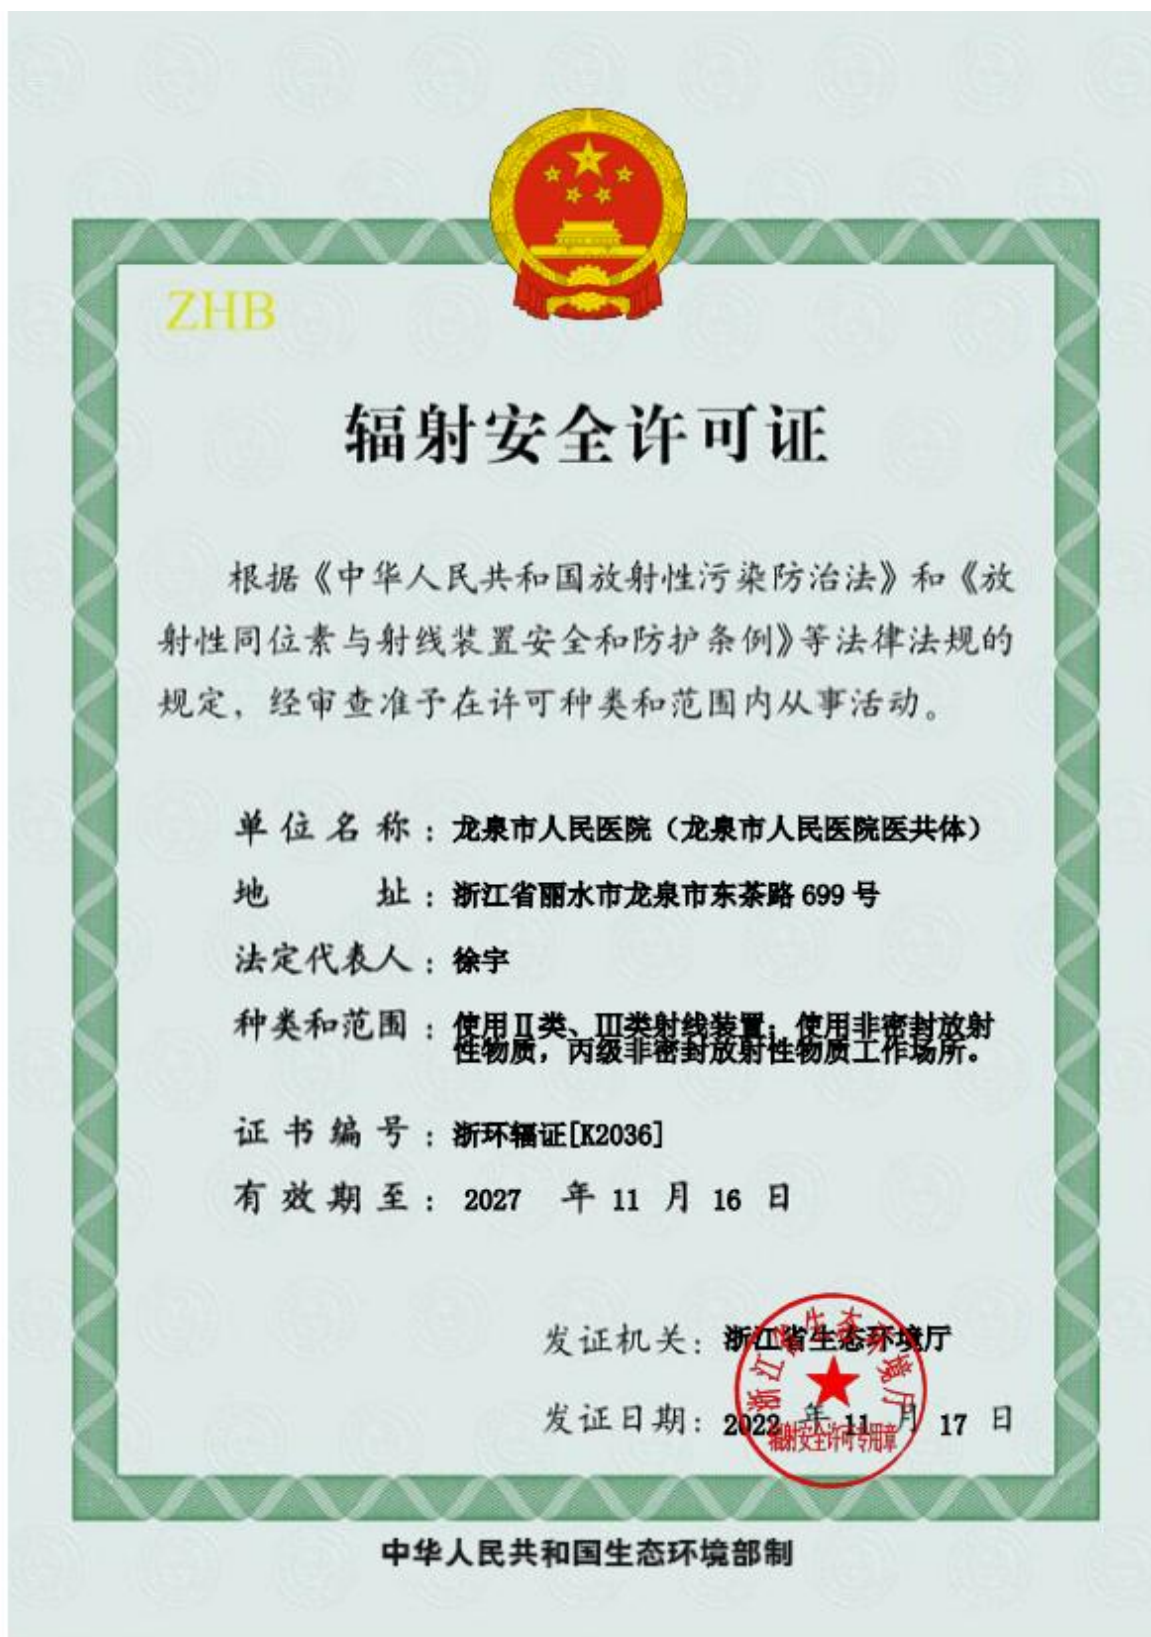 ZHB
辐射安全许可证
根据《中华人民共和国放射性污染防治法》和《放
射性同位素与射线装置安全和防护条例》等法律法规的
规定，经审查准予在许可种类和范围内从事活动。
单位名称：龙泉市人民医院（龙泉市人民医院医共体）
地 址：浙江省丽水市龙泉市东茶路 699 号
法定代表人：徐宇
种类和范围：使用Ⅱ类、Ⅲ类射线装置；使用非密封放射
性物质，丙级非密封放射性物质工作场所。
证书编号：浙环辐证[K2036]
有效期至：2027 年 11 月 16 日
发证机关：浙江省生态环境厅
发证日期：2022 年 11 月 17 日
浙江省生态环境厅
辐射安全许可专用章
中华人民共和国生态环境部制